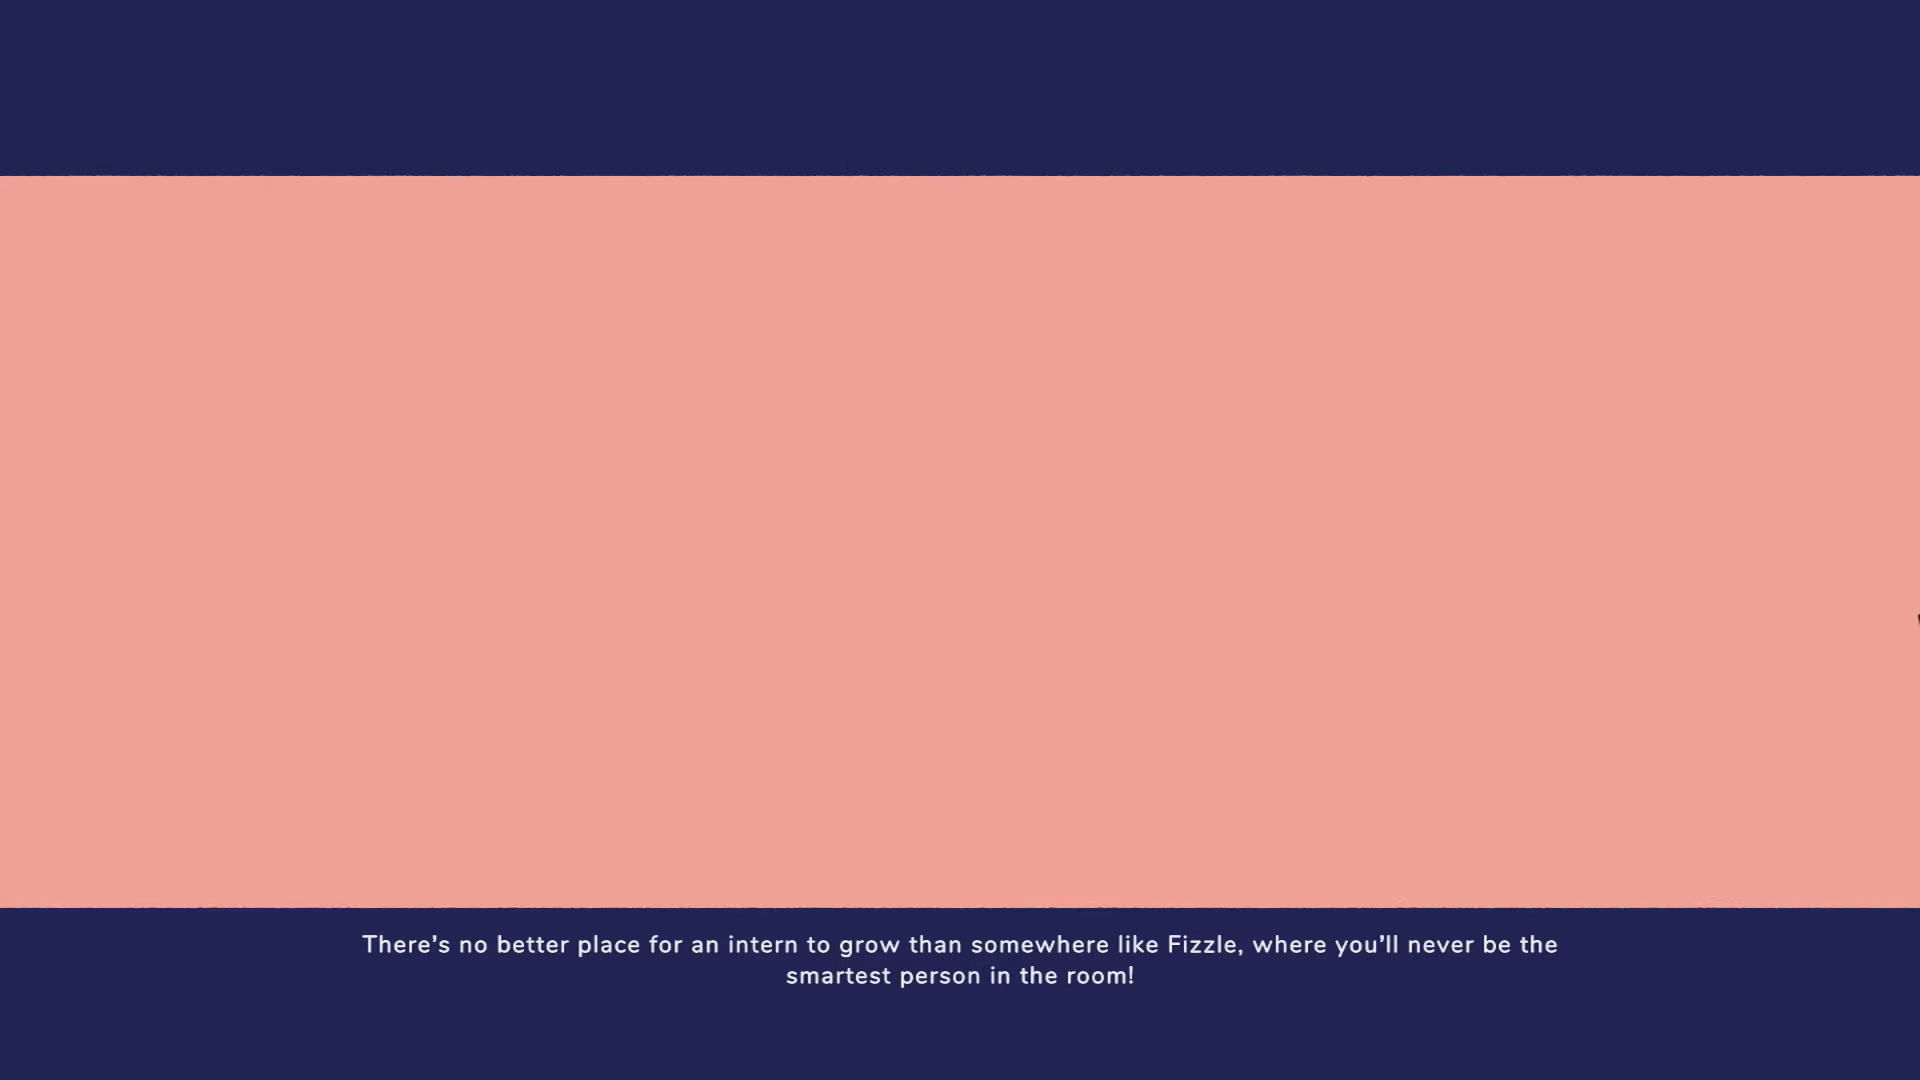 There’s no better place for an intern to grow than somewhere like Fizzle, where you’ll never be the
smartest person in the room!